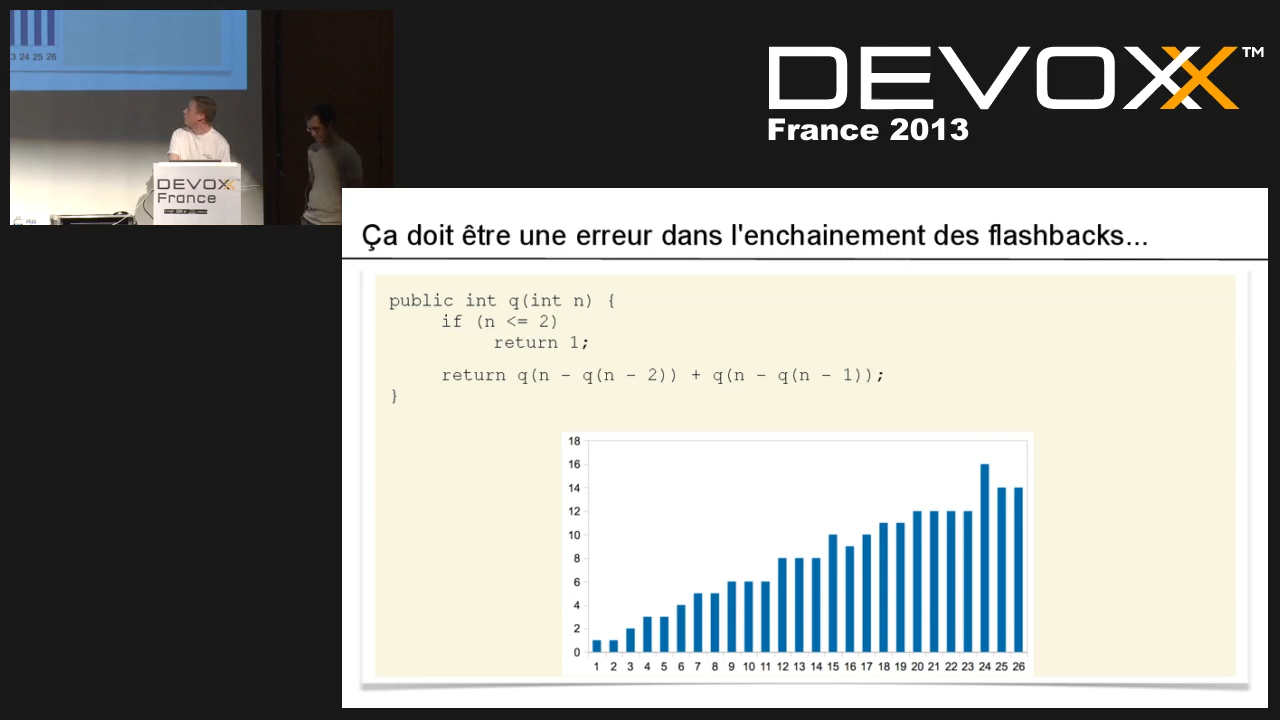 3 24 25 26
DEVOXX
France
DEVOXX™
France 2013
Ça doit être une erreur dans l'enchainement des flashbacks...
public int q(int n) {
if (n <= 2)
return 1;
return q(n – q(n – 2)) + q(n – q(n – 1));
}
18
16
14
12
10
8
6
4
2
0
1 2 3 4 5 6 7 8 9 10 11 12 13 14 15 16 17 18 19 20 21 22 23 24 25 26